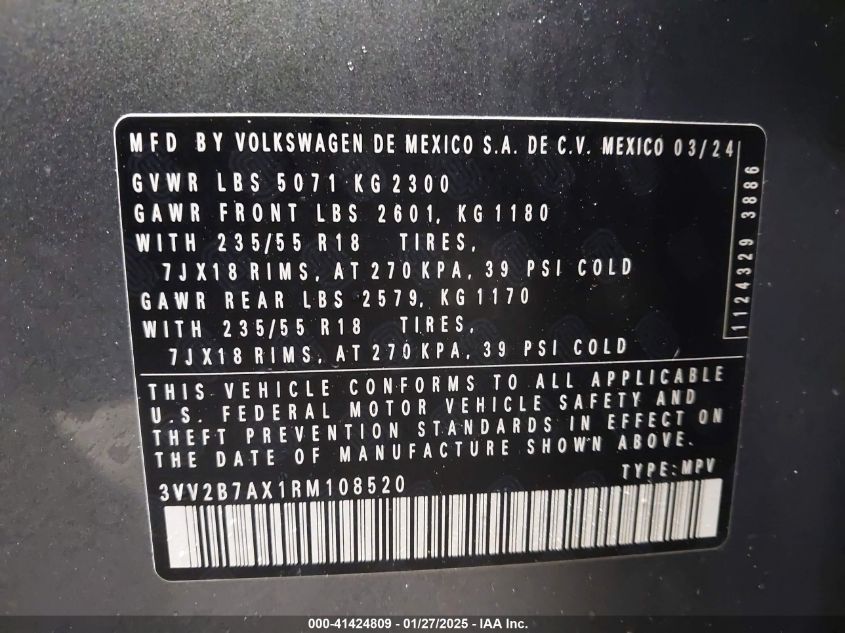 MFD BY VOLKSWAGEN DE MEXICO S.A. DE C.V. MEXICO 03/24
GVWR LBS 5071 KG 2300
GAWR FRONT LBS 2601, KG 1180
WITH 235/55 R18 TIRES,
7JX18 RIMS, AT 270 KPA, 39 PSI COLD
GAWR REAR LBS 2579, KG 1170
WITH 235/55 R18 TIRES,
7JX18 RIMS, AT 270 KPA, 39 PSI COLD
1124329 3886
THIS VEHICLE CONFORMS TO ALL APPLICABLE
U.S. FEDERAL MOTOR VEHICLE SAFETY AND
THEFT PREVENTION STANDARDS IN EFFECT ON
THE DATE OF MANUFACTURE SHOWN ABOVE.
TYPE: MPV
3VV2B7AX1RM108520
000-41424809 - 01/27/2025 - IAA Inc.